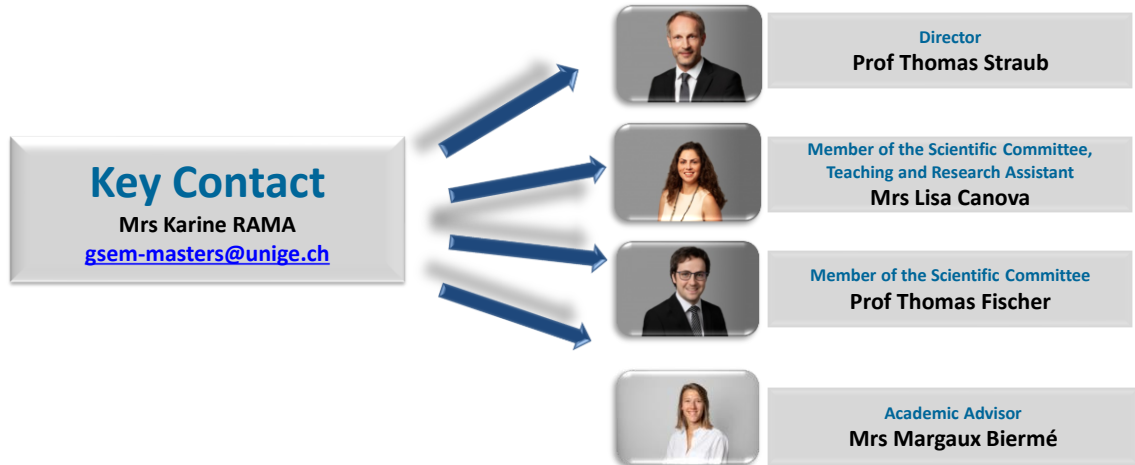 Key Contact
Mrs Karine RAMA
gsem-masters@unige.ch
Director
Prof Thomas Straub
Member of the Scientific Committee,
Teaching and Research Assistant
Mrs Lisa Canova
Member of the Scientific Committee
Prof Thomas Fischer
Academic Advisor
Mrs Margaux Biermé